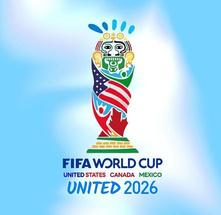 FIFA WORLD CUP
UNITED STATES CANADA MEXICO
UNITED 2026